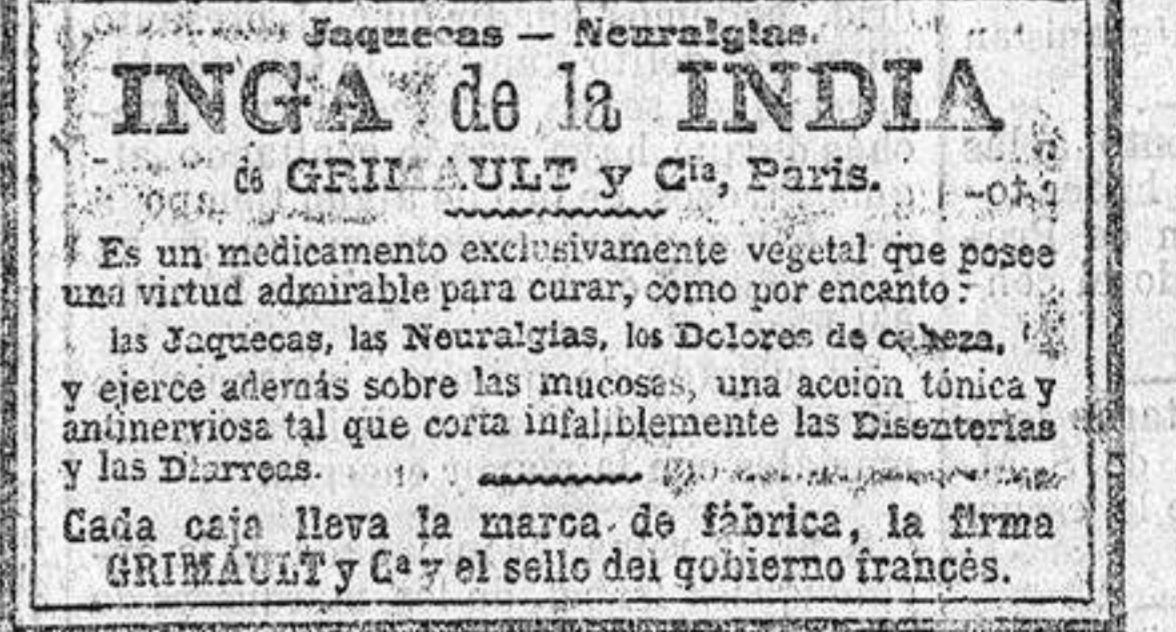 Jaquecas — Neuralgias.
INGA de la INDIA
de GRIMAULT y Cia, Paris.
Es un medicamento exclusivamente vegetal que posee
una virtud admirable para curar, como por encanto:
las Jaquecas, las Neuralgias, los Dolores de cabeza,
y ejerce además sobre las mucosas, una acción tónica y
antinerviosa tal que corta infaliblemente las Disenterias
y las Diarreas.
Cada caja lleva la marca de fábrica, la firma
GRIMAULT y Ca y el sello del gobierno francés.